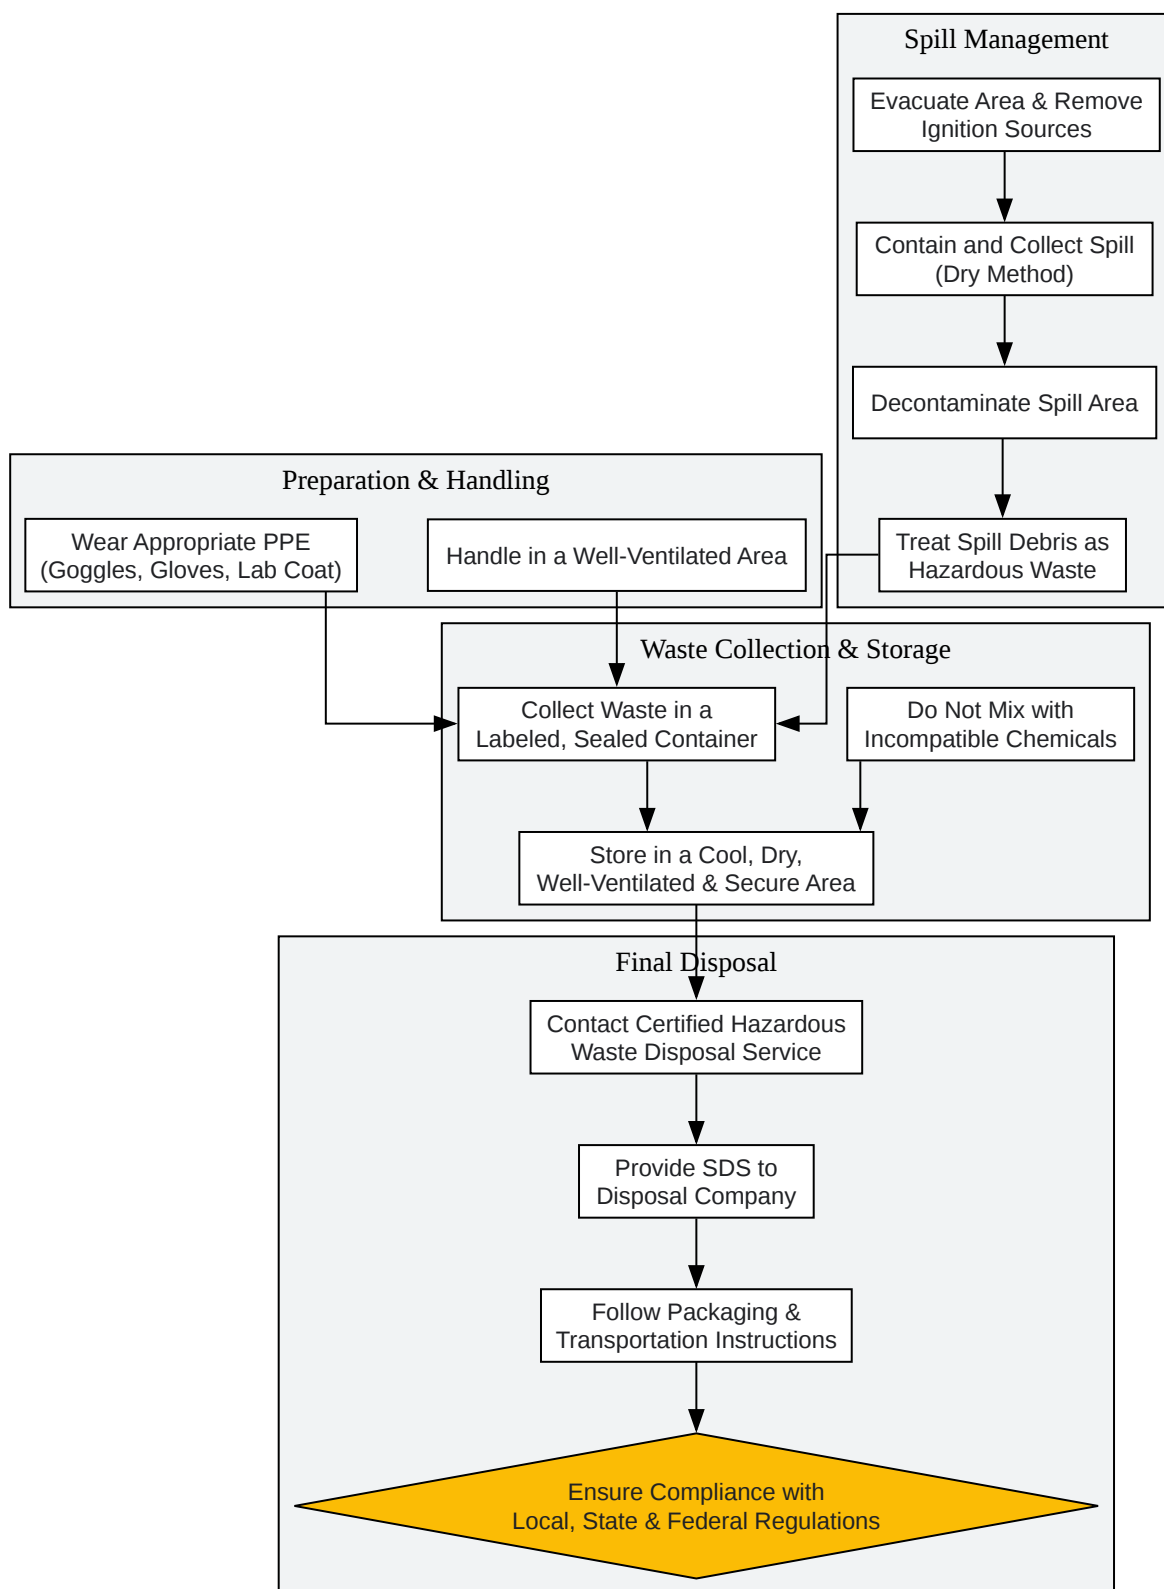 Spill Management
Evacuate Area & Remove
Ignition Sources
Contain and Collect Spill
(Dry Method)
Decontaminate Spill Area
Treat Spill Debris as
Hazardous Waste
Preparation & Handling
Wear Appropriate PPE
(Goggles, Gloves, Lab Coat)
Handle in a Well-Ventilated Area
Waste Collection & Storage
Collect Waste in a
Labeled, Sealed Container
Do Not Mix with
Incompatible Chemicals
Store in a Cool, Dry,
Well-Ventilated & Secure Area
Final Disposal
Contact Certified Hazardous
Waste Disposal Service
Provide SDS to
Disposal Company
Follow Packaging &
Transportation Instructions
Ensure Compliance with
Local, State & Federal Regulations